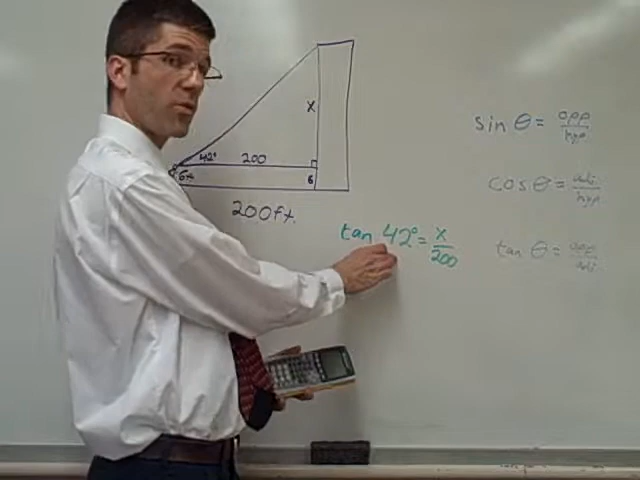 x
42° 200
6ft 6
200ft.
tan 42° = x/200
sin θ = opp/hyp
cos θ = adj/hyp
tan θ = opp/adj